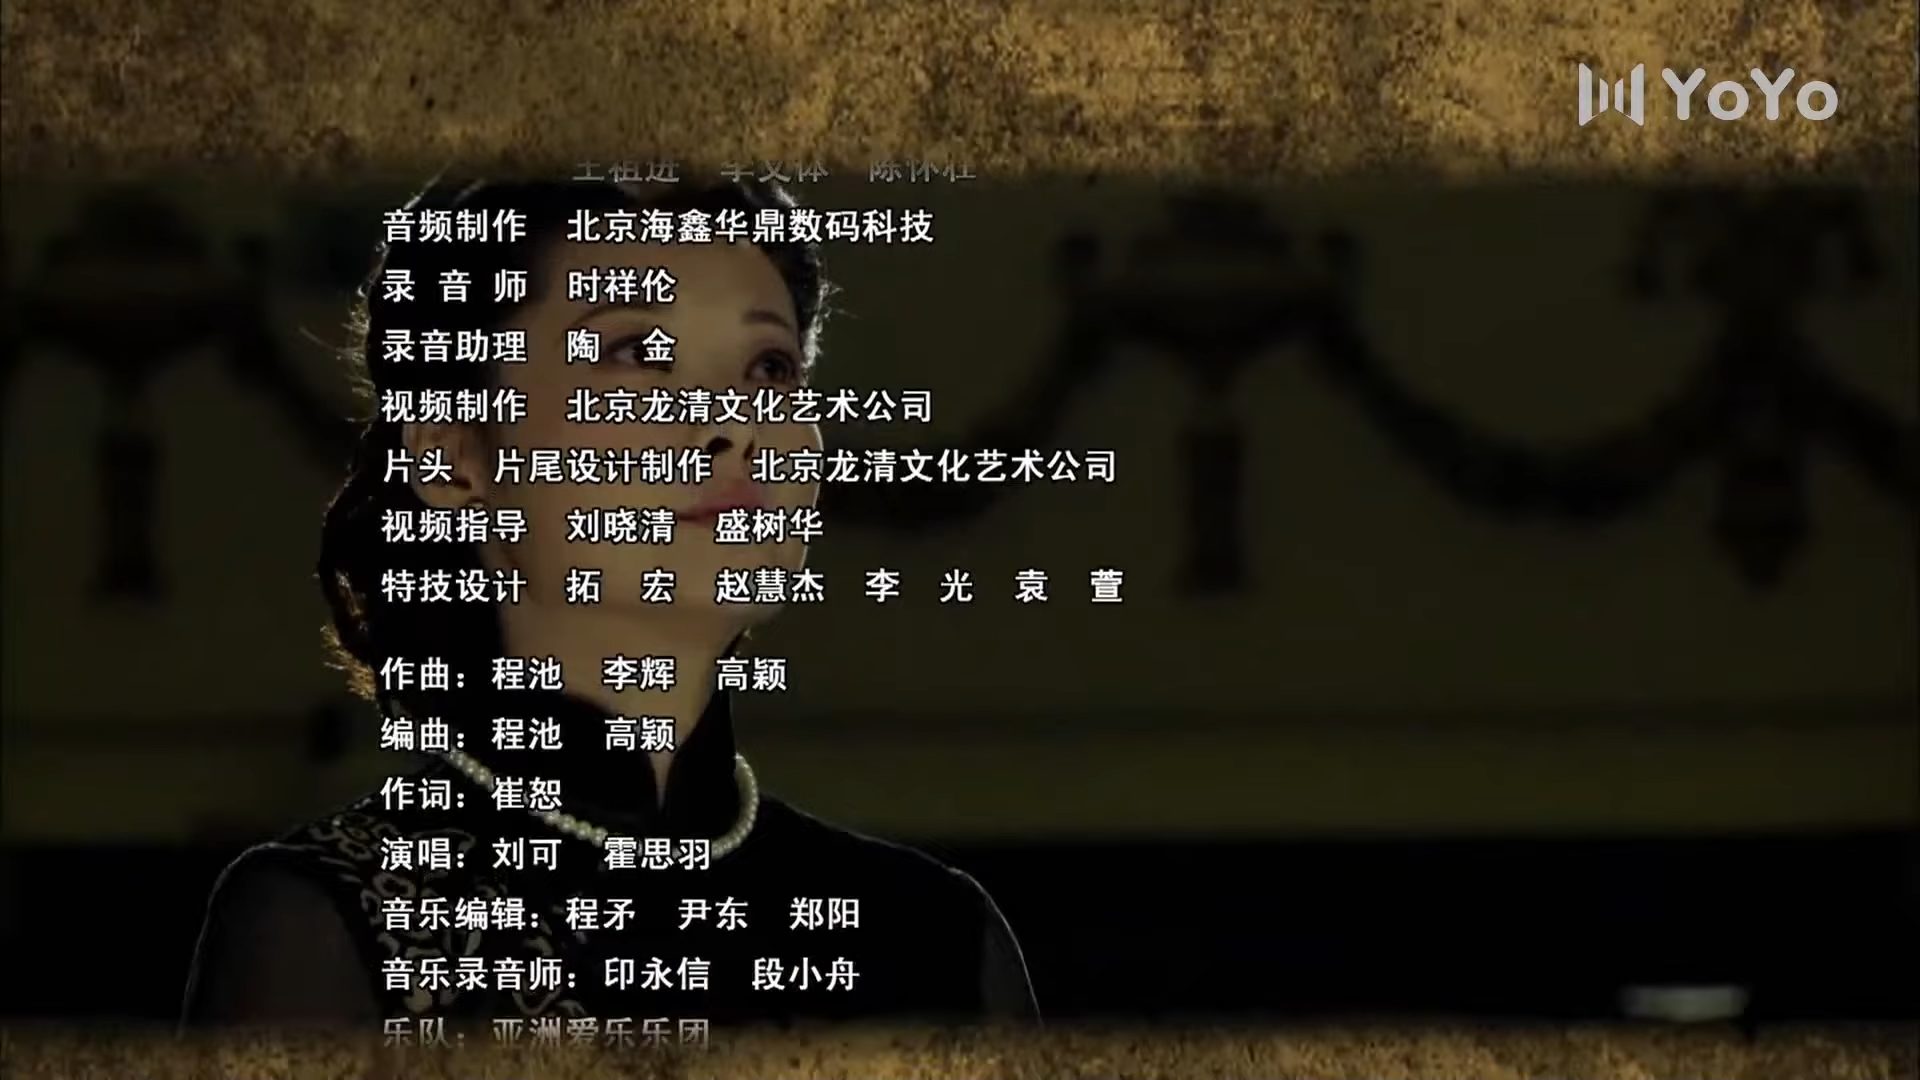 YoYo
音频制作 北京海鑫华鼎数码科技
录音师 时祥伦
录音助理 陶金
视频制作 北京龙清文化艺术公司
片头 片尾设计制作 北京龙清文化艺术公司
视频指导 刘晓清 盛树华
特技设计 拓宏 赵慧杰 李光 袁萱
作曲：程池 李辉 高颖
编曲：程池 高颖
作词：崔恕
演唱：刘可 霍思羽
音乐编辑：程矛 尹东 郑阳
音乐录音师：印永信 段小舟
乐队：亚洲爱乐乐团